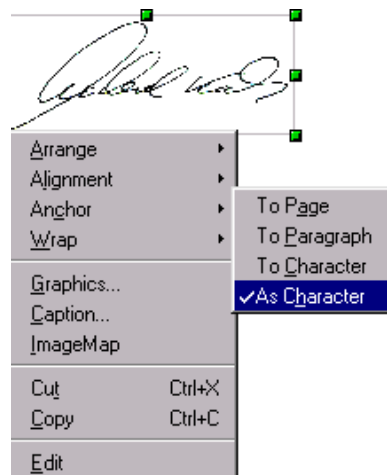 Arrange
Alignment
Anchor
Wrap
To Page
To Paragraph
To Character
✓As Character
Graphics...
Caption...
ImageMap
Cut Ctrl+X
Copy Ctrl+C
Edit